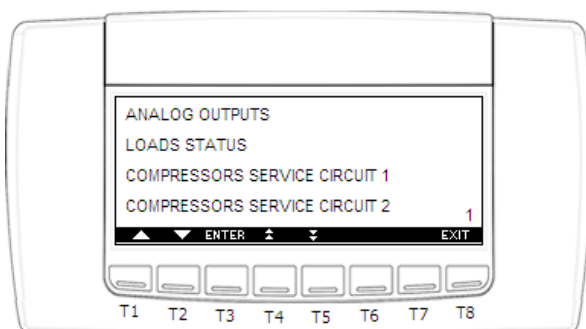 ANALOG OUTPUTS
LOADS STATUS
COMPRESSORS SERVICE CIRCUIT 1
COMPRESSORS SERVICE CIRCUIT 2
1
ENTER EXIT
T1 T2 T3 T4 T5 T6 T7 T8